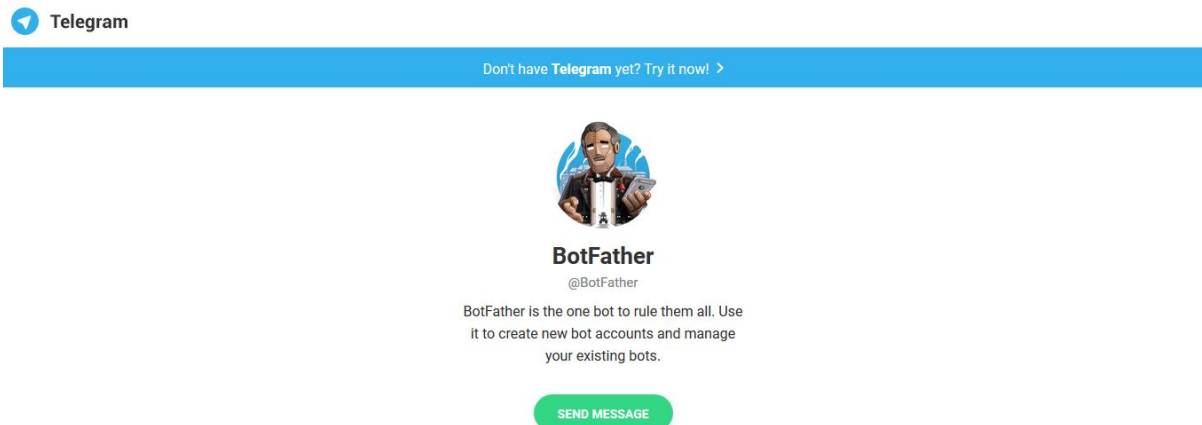 Telegram
Don't have Telegram yet? Try it now! >
BotFather
@BotFather
BotFather is the one bot to rule them all. Use
it to create new bot accounts and manage
your existing bots.
SEND MESSAGE